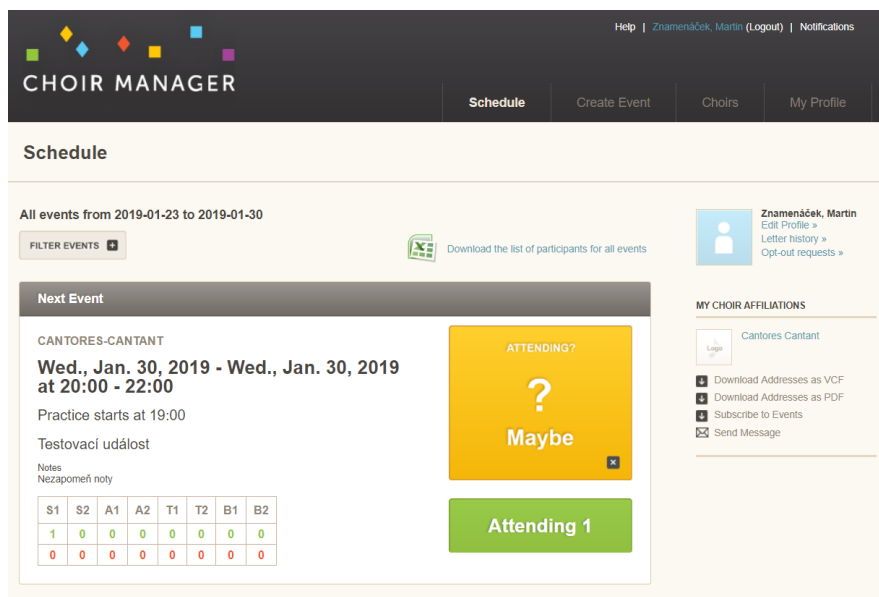 Help | Znamenáček, Martin (Logout) | Notifications
CHOIR MANAGER
Schedule Create Event Choirs My Profile
Schedule
All events from 2019-01-23 to 2019-01-30
FILTER EVENTS
Download the list of participants for all events
Znamenáček, Martin
Edit Profile »
Letter history »
Opt-out requests »
Next Event
CANTORES-CANTANT
Wed., Jan. 30, 2019 - Wed., Jan. 30, 2019
at 20:00 - 22:00
Practice starts at 19:00
Testovací událost
Notes
Nezapomeň noty
S1 S2 A1 A2 T1 T2 B1 B2
1 0 0 0 0 0 0 0
0 0 0 0 0 0 0 0
ATTENDING?
?
Maybe
Attending 1
MY CHOIR AFFILIATIONS
Logo
Cantores Cantant
Download Addresses as VCF
Download Addresses as PDF
Subscribe to Events
Send Message